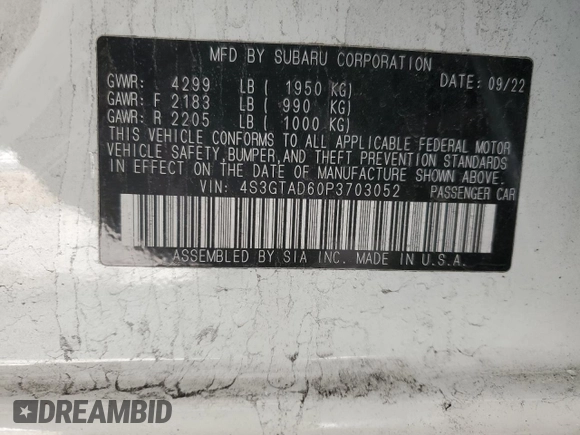 MFD BY SUBARU CORPORATION
GVWR: 4299 LB ( 1950 KG) DATE: 09/22
GAWR: F 2183 LB ( 990 KG)
GAWR: R 2205 LB ( 1000 KG)
THIS VEHICLE CONFORMS TO ALL APPLICABLE FEDERAL MOTOR
VEHICLE SAFETY, BUMPER, AND THEFT PREVENTION STANDARDS
IN EFFECT ON THE DATE OF MANUFACTURE SHOWN ABOVE.
VIN: 4S3GTAD60P3703052 PASSENGER CAR
ASSEMBLED BY SIA INC. MADE IN U.S.A.
DREAMBID